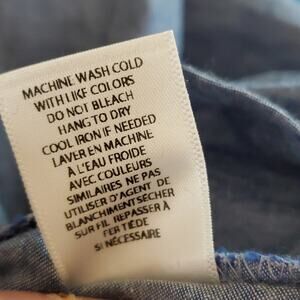 MACHINE WASH COLD
WITH LIKE COLORS
DO NOT BLEACH
HANG TO DRY
COOL IRON IF NEEDED
LAVER EN MACHINE
À L'EAU FROIDE
AVEC COULEURS
SIMILAIRES NE PAS
UTILISER D'AGENT DE
BLANCHIMENT SÉCHER
SUR FIL REPASSER À
FER TIÈDE
SI NÉCESSAIRE